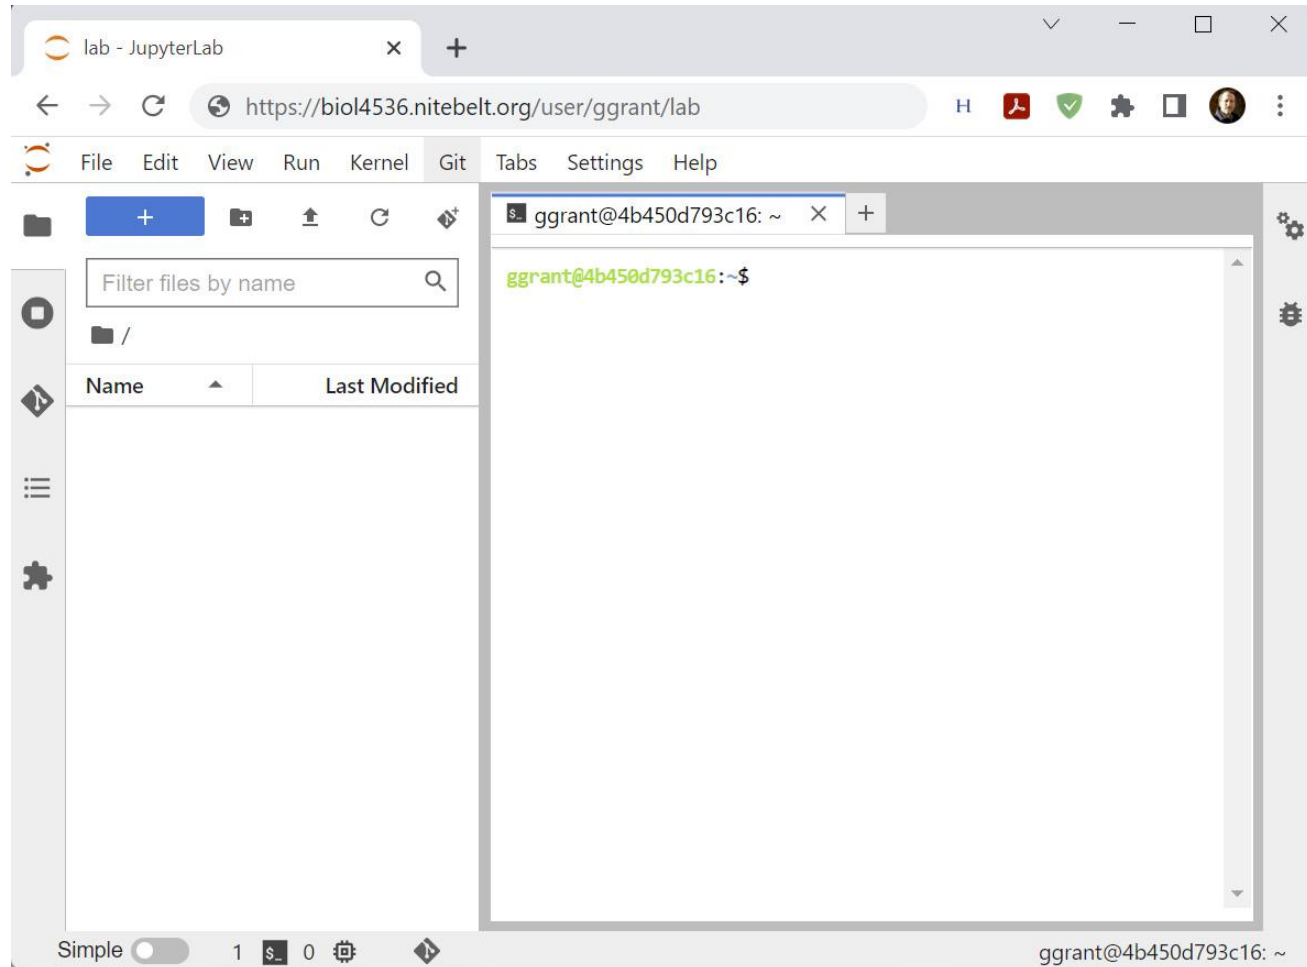 lab - JupyterLab
https://biol4536.nitebelt.org/user/ggrant/lab
H
File Edit View Run Kernel Git Tabs Settings Help
$_ ggrant@4b450d793c16: ~
Filter files by name
ggrant@4b450d793c16:~$
/
Name Last Modified
Simple 1 $_ 0 ggrant@4b450d793c16: ~